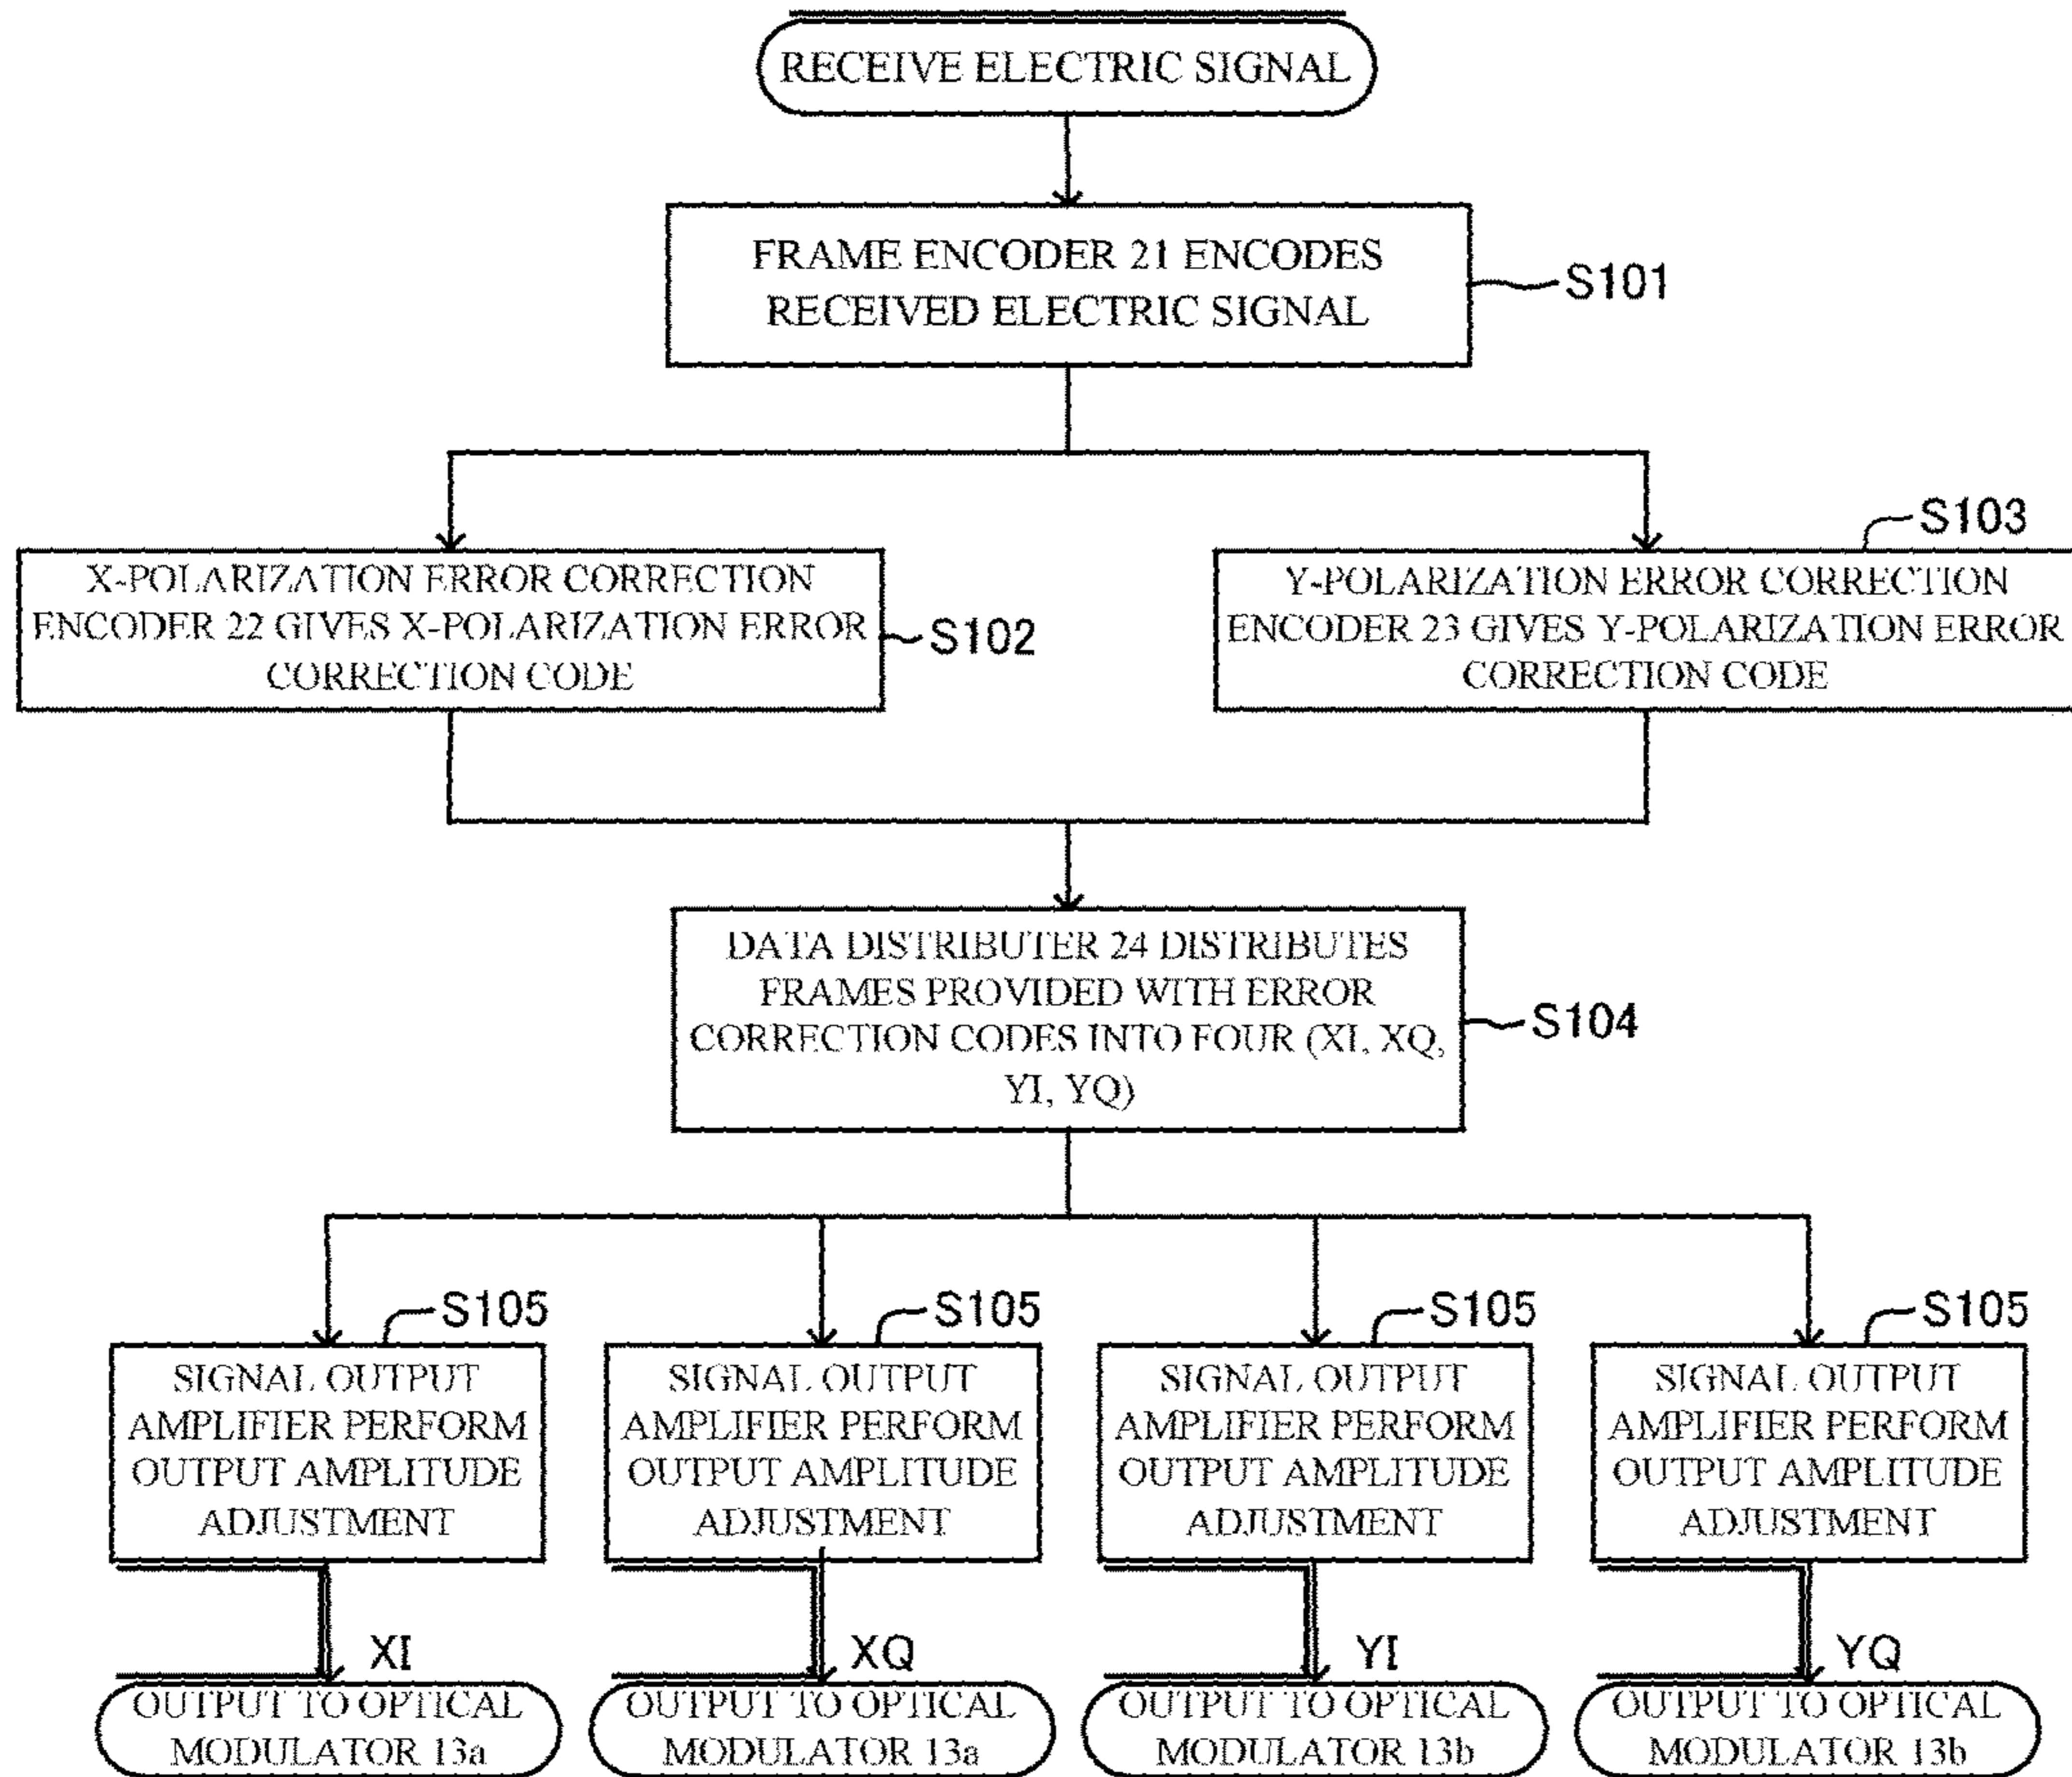 RECEIVE ELECTRIC SIGNAL
FRAME ENCODER 21 ENCODES
RECEIVED ELECTRIC SIGNAL
S101
X-POLARIZATION ERROR CORRECTION
ENCODER 22 GIVES X-POLARIZATION ERROR
CORRECTION CODE
S102
S103
Y-POLARIZATION ERROR CORRECTION
ENCODER 23 GIVES Y-POLARIZATION ERROR
CORRECTION CODE
DATA DISTRIBUTER 24 DISTRIBUTES
FRAMES PROVIDED WITH ERROR
CORRECTION CODES INTO FOUR (XI, XQ,
YI, YQ)
S104
S105
SIGNAL OUTPUT
AMPLIFIER PERFORM
OUTPUT AMPLITUDE
ADJUSTMENT
XI
OUTPUT TO OPTICAL
MODULATOR 13a
S105
SIGNAL OUTPUT
AMPLIFIER PERFORM
OUTPUT AMPLITUDE
ADJUSTMENT
XQ
OUTPUT TO OPTICAL
MODULATOR 13a
S105
SIGNAL OUTPUT
AMPLIFIER PERFORM
OUTPUT AMPLITUDE
ADJUSTMENT
YI
OUTPUT TO OPTICAL
MODULATOR 13b
S105
SIGNAL OUTPUT
AMPLIFIER PERFORM
OUTPUT AMPLITUDE
ADJUSTMENT
YQ
OUTPUT TO OPTICAL
MODULATOR 13b